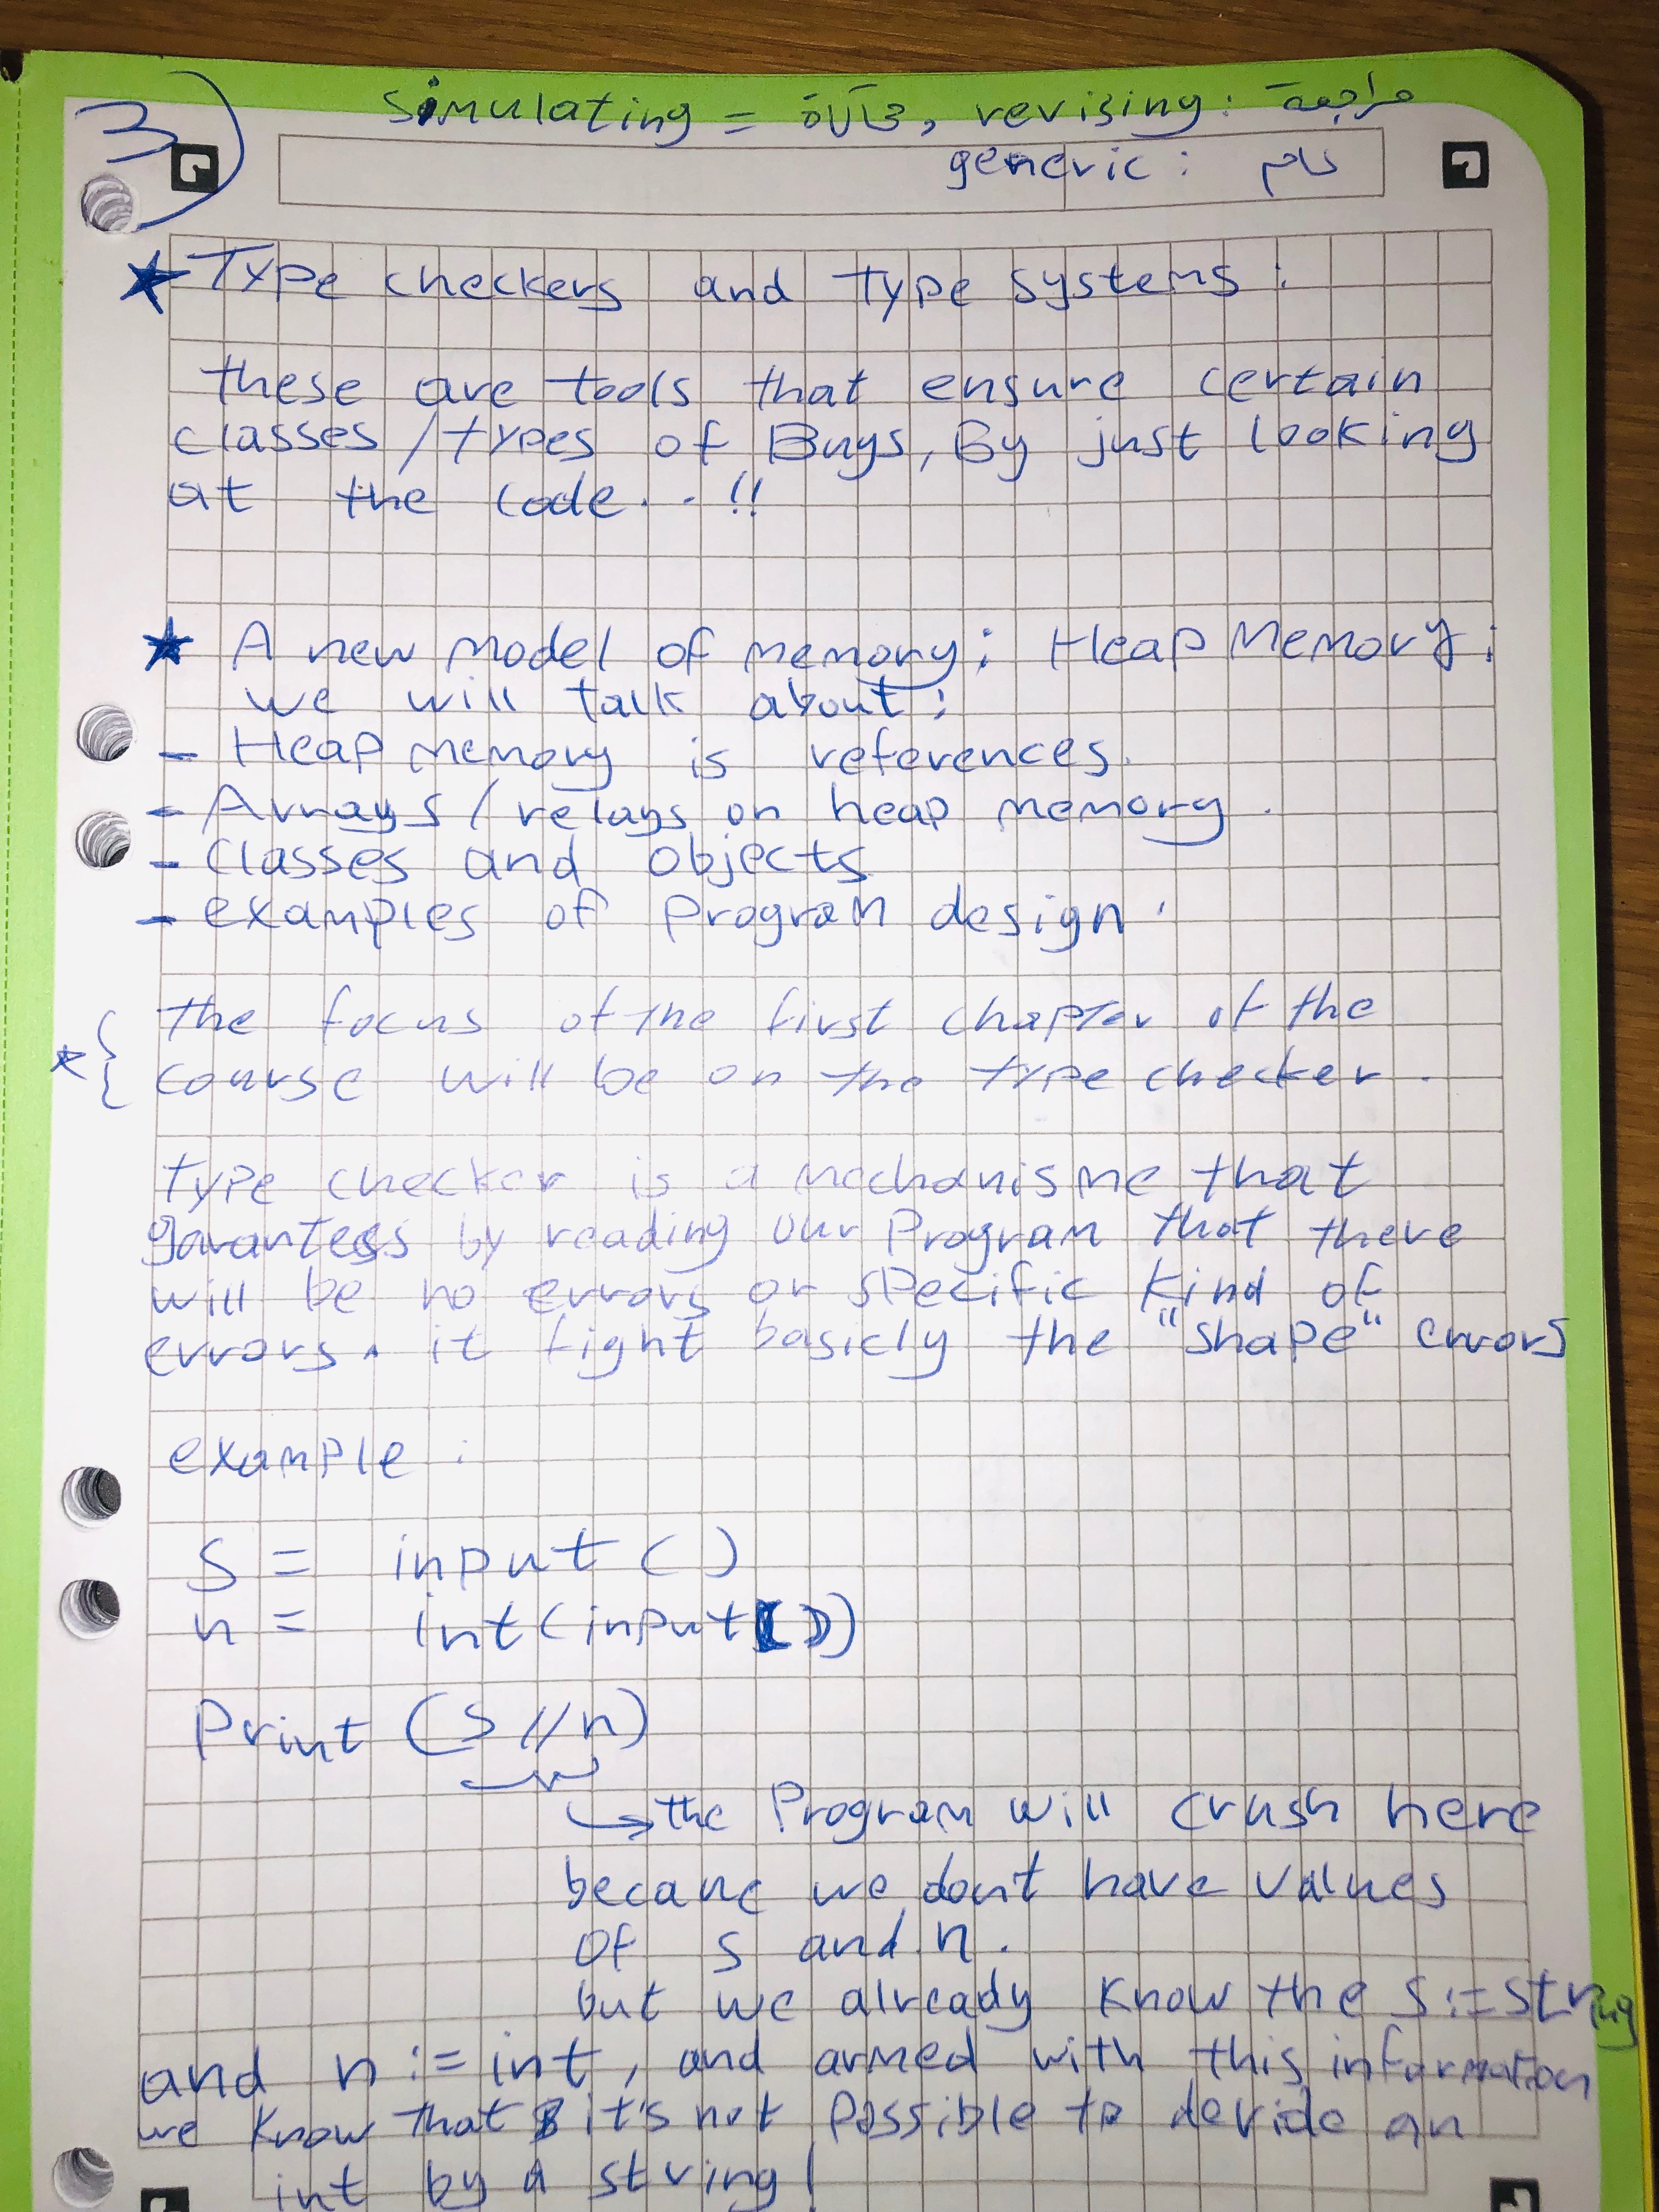 3)
simulating = محاكاة, revising: مراجعة
generic: عام
★ Type checkers and Type systems:
these are tools that ensure certain
classes/types of Bugs, By just looking
at the code...!!
★ A new model of memory: Heap Memory:
we will talk about:
- Heap memory is references.
- Arrays / relays on heap memory.
- Classes and objects
- examples of program design.
the focus of the first chapter of the
★{ course will be on the type checker.
type checker is a mechanisme that
garantees by reading our Program that there
will be no errors or specific kind of
errors. it fight basicly the "shape" errors
example:
s = input()
n = int(input())
Print (s // n)
↳ the Program will crush here
because we don't have values
of s and n.
but we already know the s := string
and n := int, and armed with this information
we know that it's not possible to devide an
int by a string!